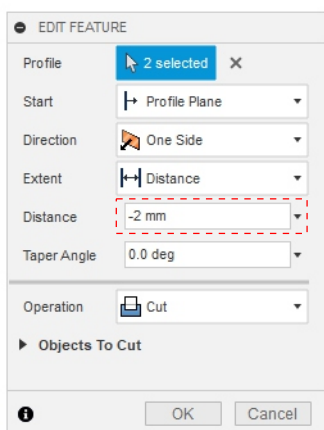 EDIT FEATURE
Profile 2 selected
Start Profile Plane
Direction One Side
Extent Distance
Distance -2 mm
Taper Angle 0.0 deg
Operation Cut
Objects To Cut
OK Cancel